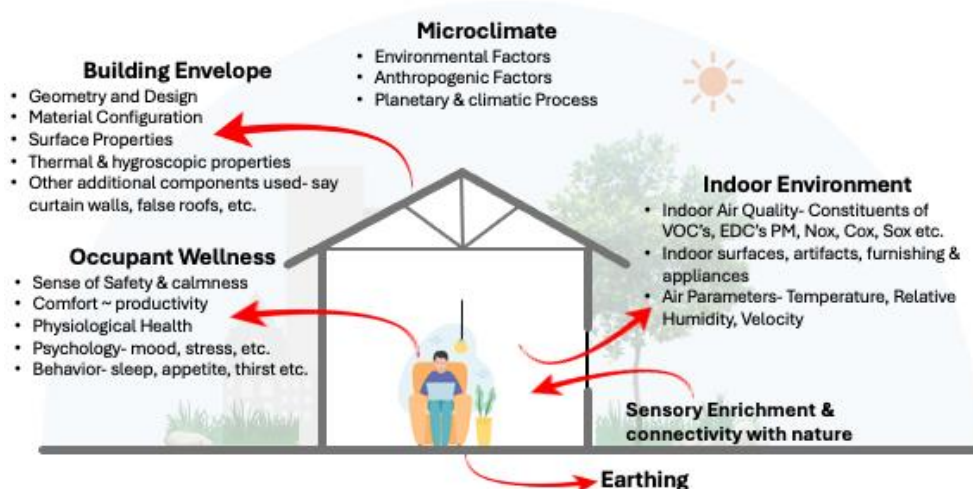 Microclimate
• Environmental Factors
• Anthropogenic Factors
• Planetary & climatic Process
Building Envelope
• Geometry and Design
• Material Configuration
• Surface Properties
• Thermal & hygroscopic properties
• Other additional components used- say
curtain walls, false roofs, etc.
Indoor Environment
• Indoor Air Quality- Constituents of
VOC's, EDC's PM, Nox, Cox, Sox etc.
• Indoor surfaces, artifacts, furnishing &
appliances
• Air Parameters- Temperature, Relative
Humidity, Velocity
Occupant Wellness
• Sense of Safety & calmness
• Comfort ~ productivity
• Physiological Health
• Psychology- mood, stress, etc.
• Behavior- sleep, appetite, thirst etc.
Sensory Enrichment &
connectivity with nature
Earthing